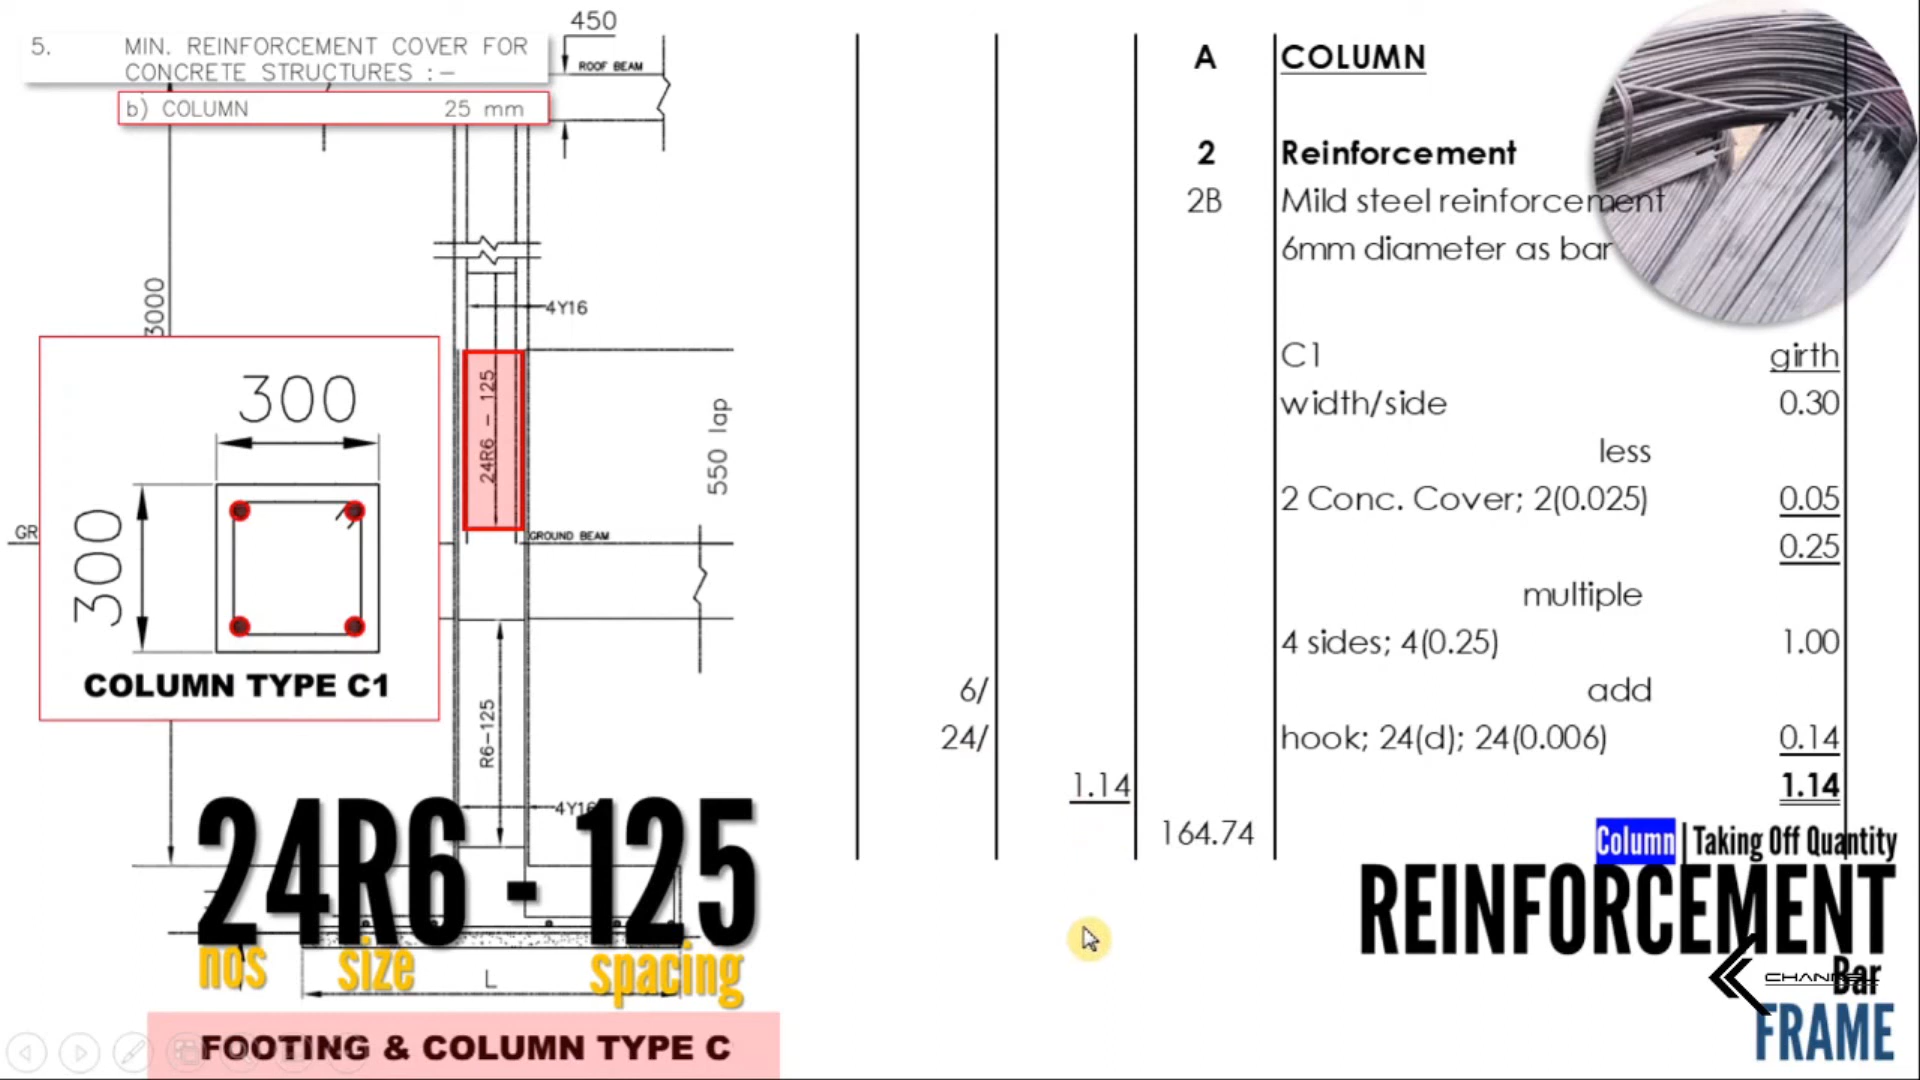 5. MIN. REINFORCEMENT COVER FOR
CONCRETE STRUCTURES :-
b) COLUMN 25 mm
450
ROOF BEAM
3000
4Y16
24R6 - 125
550 lap
GROUND BEAM
GR
300
300
COLUMN TYPE C1
R6-125
4Y16
24R6 - 125
nos size spacing
L
FOOTING & COLUMN TYPE C
A COLUMN
2 Reinforcement
2B Mild steel reinforcement
6mm diameter as bar
C1 girth
width/side 0.30
less
2 Conc. Cover; 2(0.025) 0.05
0.25
multiple
4 sides; 4(0.25) 1.00
6/ add
24/ hook; 24(d); 24(0.006) 0.14
1.14 1.14
164.74
Column | Taking Off Quantity
REINFORCEMENT
Bar
FRAME